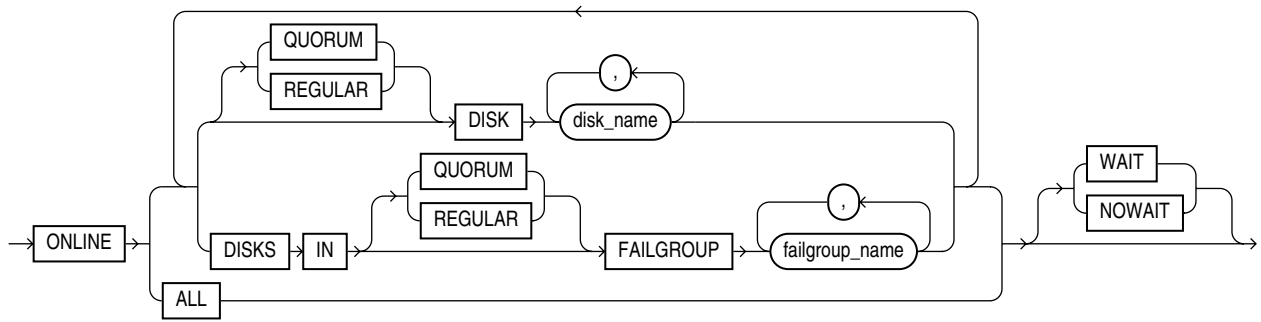 QUORUM
REGULAR
DISK
,
disk_name
QUORUM
REGULAR
WAIT
NOWAIT
ONLINE
DISKS
IN
FAILGROUP
,
failgroup_name
ALL